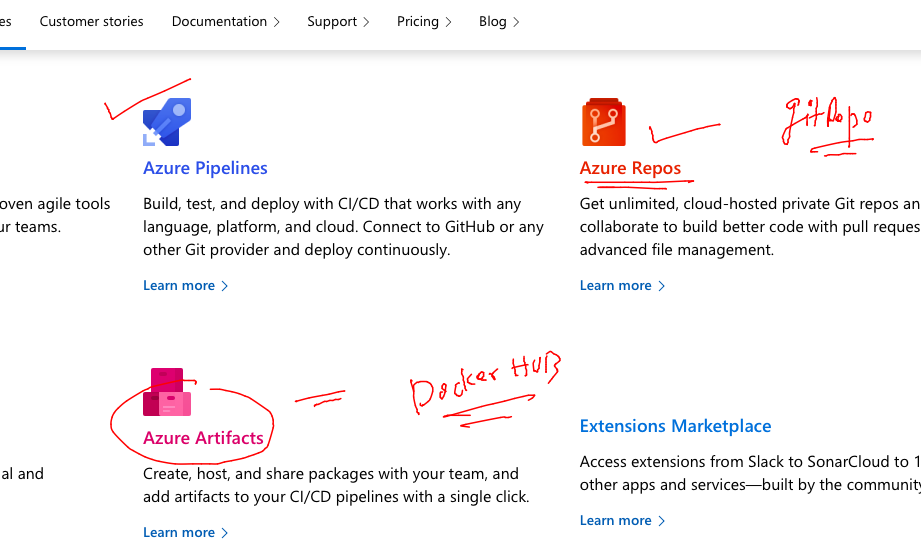 es Customer stories Documentation Support Pricing Blog
gitRepo
Azure Pipelines
Azure Repos
oven agile tools
ur teams.
Build, test, and deploy with CI/CD that works with any
language, platform, and cloud. Connect to GitHub or any
other Git provider and deploy continuously.
Get unlimited, cloud-hosted private Git repos an
collaborate to build better code with pull reques
advanced file management.
Learn more
Learn more
Docker HUB
Azure Artifacts
Extensions Marketplace
al and
Create, host, and share packages with your team, and
add artifacts to your CI/CD pipelines with a single click.
Access extensions from Slack to SonarCloud to 1
other apps and services—built by the community
Learn more
Learn more